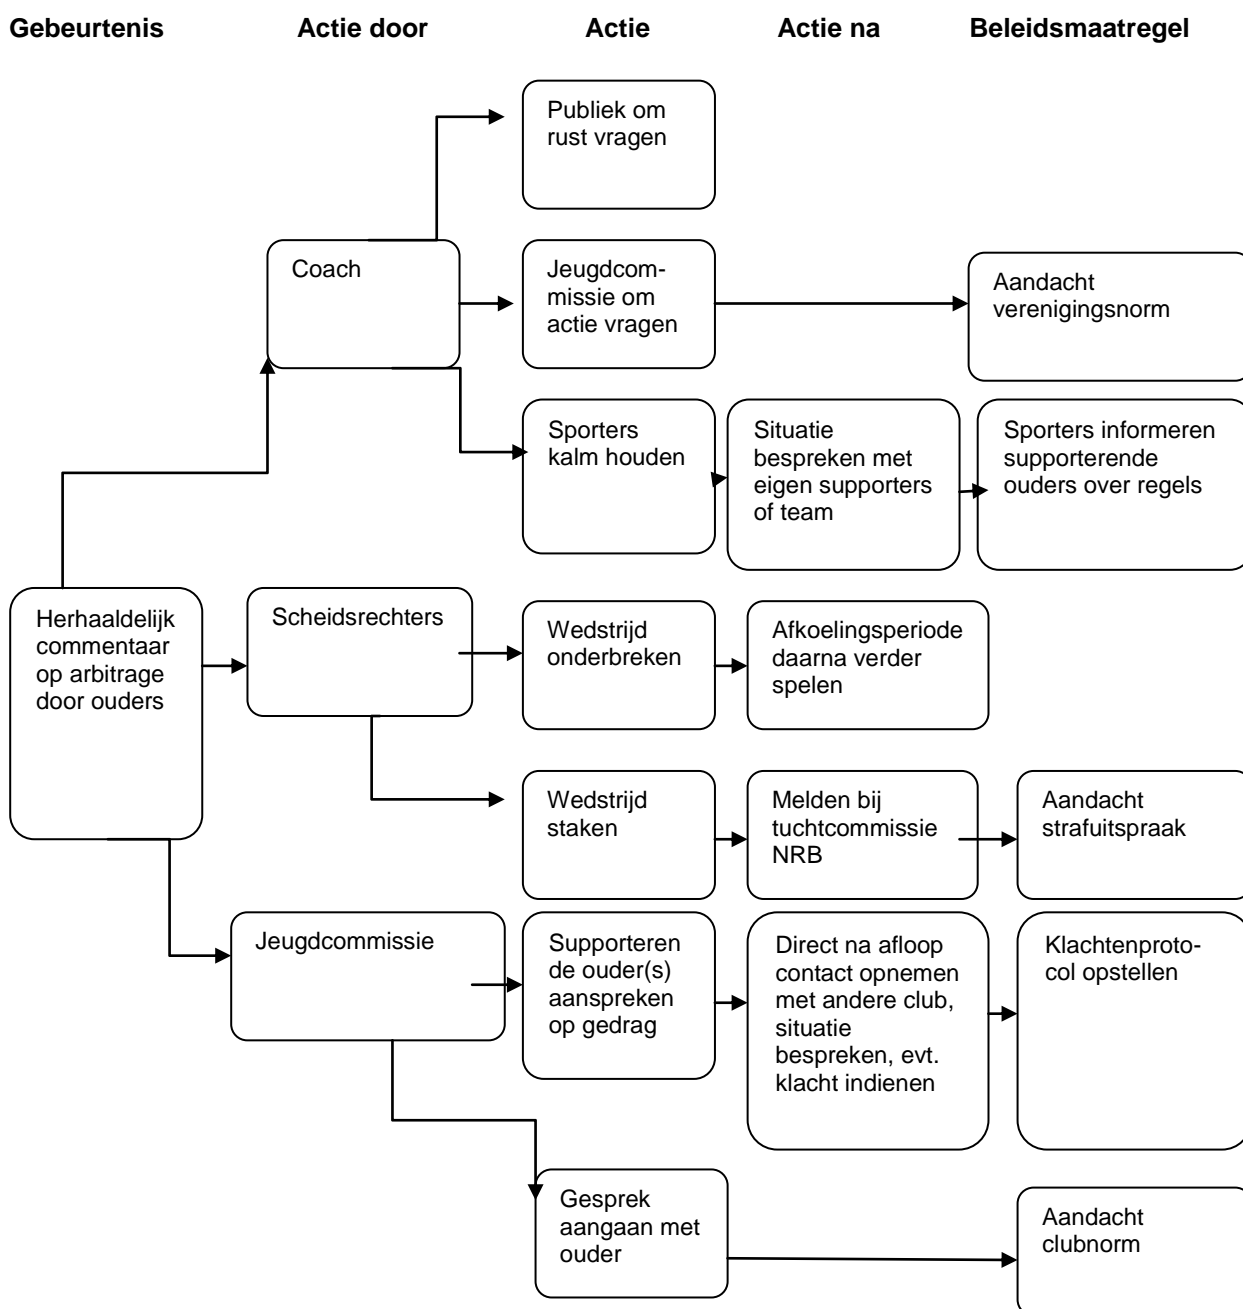 Gebeurtenis Actie door Actie Actie na Beleidsmaatregel
Publiek om
rust vragen
Coach
Jeugdcom-
missie om
actie vragen
Aandacht
verenigingsnorm
Sporters
kalm houden
Situatie
bespreken met
eigen supporters
of team
Sporters informeren
supporterende
ouders over regels
Herhaaldelijk
commentaar
op arbitrage
door ouders
Scheidsrechters
Wedstrijd
onderbreken
Afkoelingsperiode
daarna verder
spelen
Wedstrijd
staken
Melden bij
tuchtcommissie
NRB
Aandacht
strafuitspraak
Jeugdcommissie
Supporteren
de ouder(s)
aanspreken
op gedrag
Direct na afloop
contact opnemen
met andere club,
situatie
bespreken, evt.
klacht indienen
Klachtenproto-
col opstellen
Gesprek
aangaan met
ouder
Aandacht
clubnorm